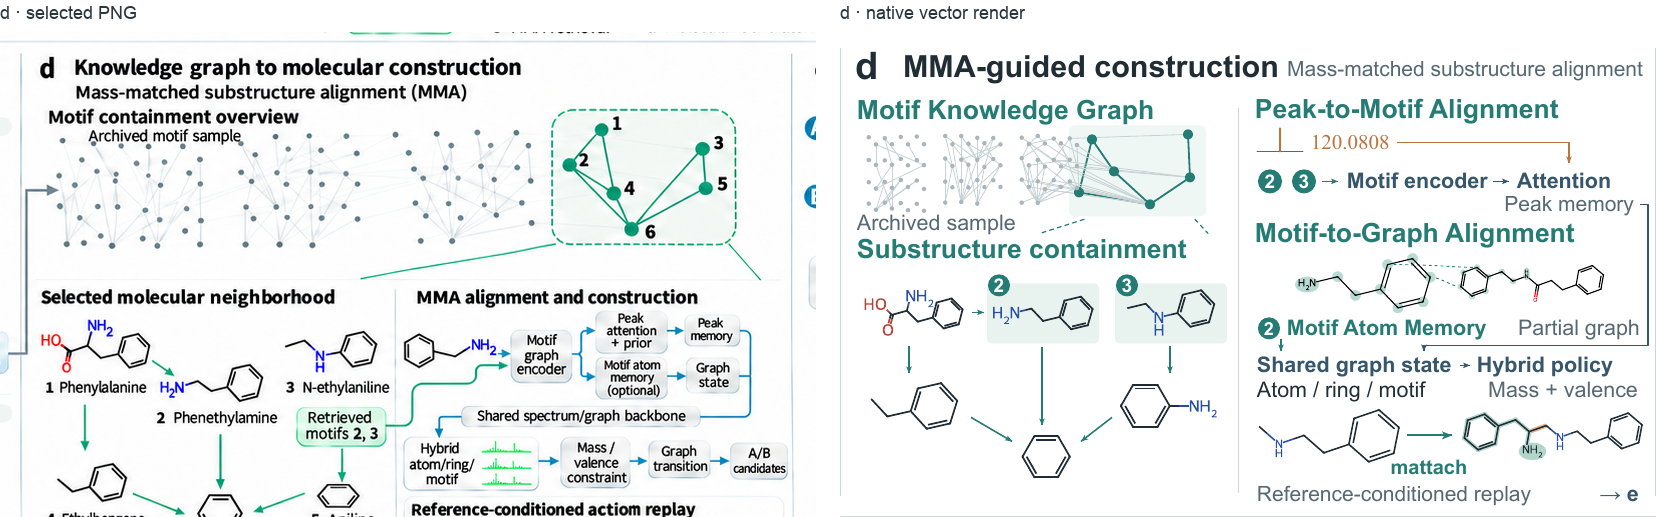 d · selected PNG
d Knowledge graph to molecular construction
Mass-matched substructure alignment (MMA)
Motif containment overview
Archived motif sample
1
2
3
4
5
6
Selected molecular neighborhood
NH2
HO
O
1 Phenylalanine
H2N
2 Phenethylamine
N
H
3 N-ethylaniline
Retrieved
motifs 2, 3
MMA alignment and construction
NH2
Motif
graph
encoder
Peak
attention
+ prior
Peak
memory
Motif atom
memory
(optional)
Graph
state
Shared spectrum/graph backbone
Hybrid
atom/ring/
motif
Mass /
valence
constraint
Graph
transition
A/B
candidates
Reference-conditioned actiom replay
d · native vector render
d MMA-guided construction Mass-matched substructure alignment
Motif Knowledge Graph
Archived sample
Substructure containment
HO
NH2
O
2
H2N
3
N
H
NH2
Peak-to-Motif Alignment
120.0808
2 3 → Motif encoder → Attention
Peak memory
Motif-to-Graph Alignment
H2N
H
N
O
2 Motif Atom Memory Partial graph
Shared graph state → Hybrid policy
Atom / ring / motif Mass + valence
N
H
mattach
NH2
N
H
Reference-conditioned replay → e